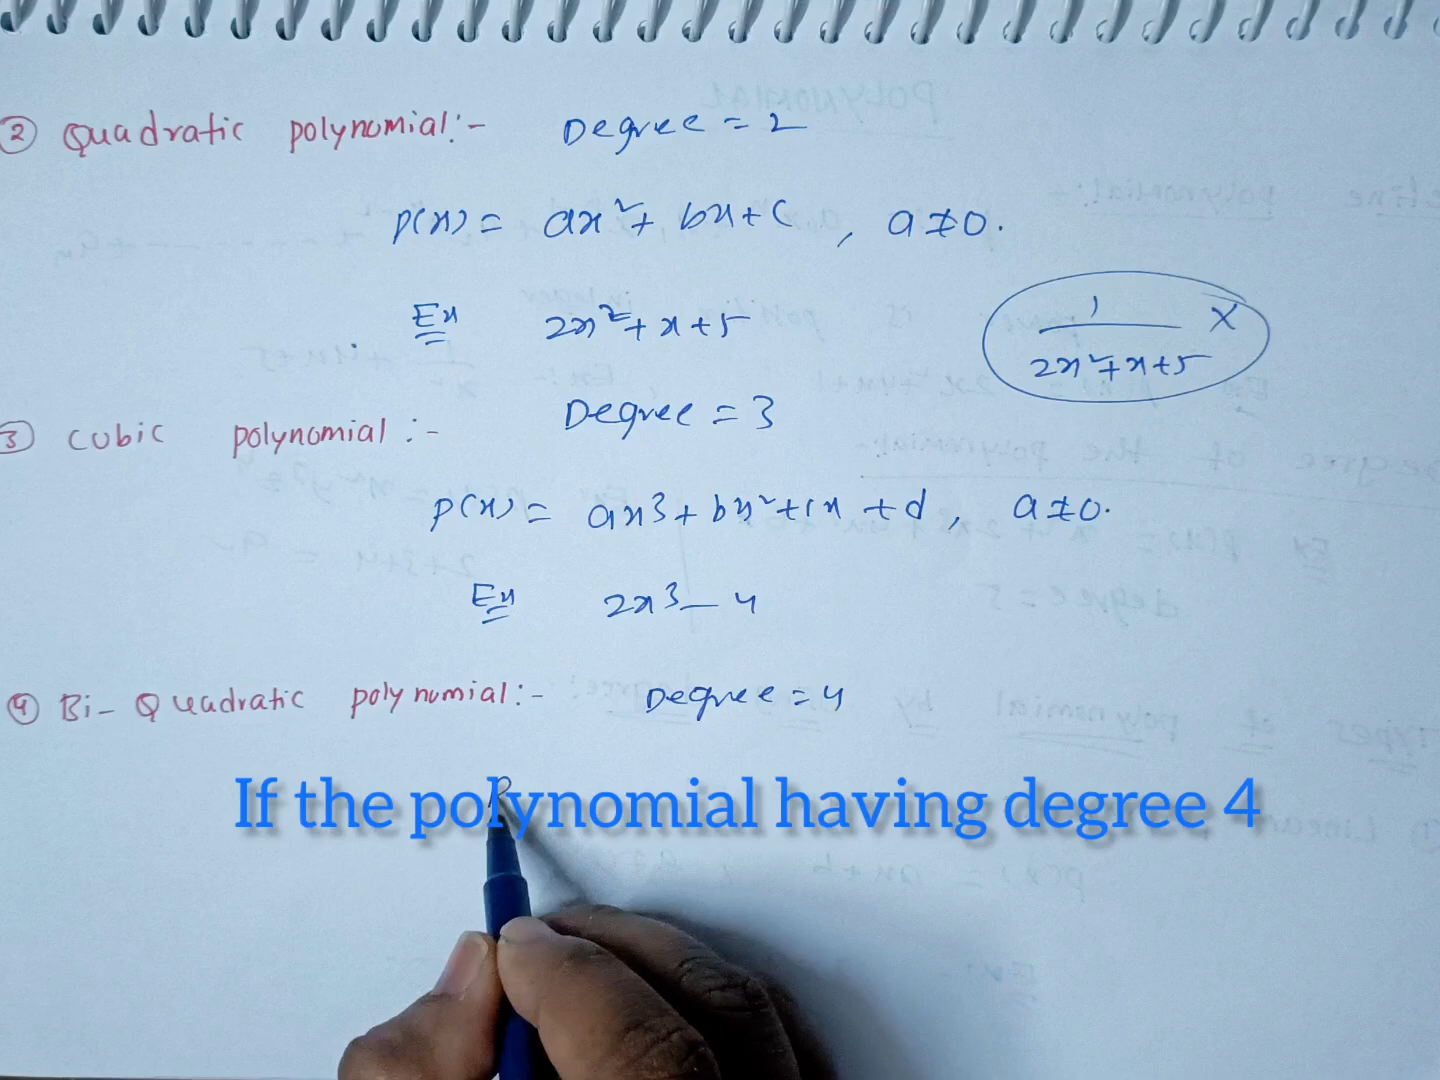 ② Quadratic polynomial:- Degree = 2
p(x) = ax² + bx + c , a ≠ 0.
Ex 2x² + x + 5
1 / 2x² + x + 5 ×
③ cubic polynomial :- Degree = 3
p(x) = ax3 + bx² + cx + d , a ≠ 0.
Ex 2x3 - 4
④ Bi-Quadratic polynomial:- Degree = 4
If the polynomial having degree 4